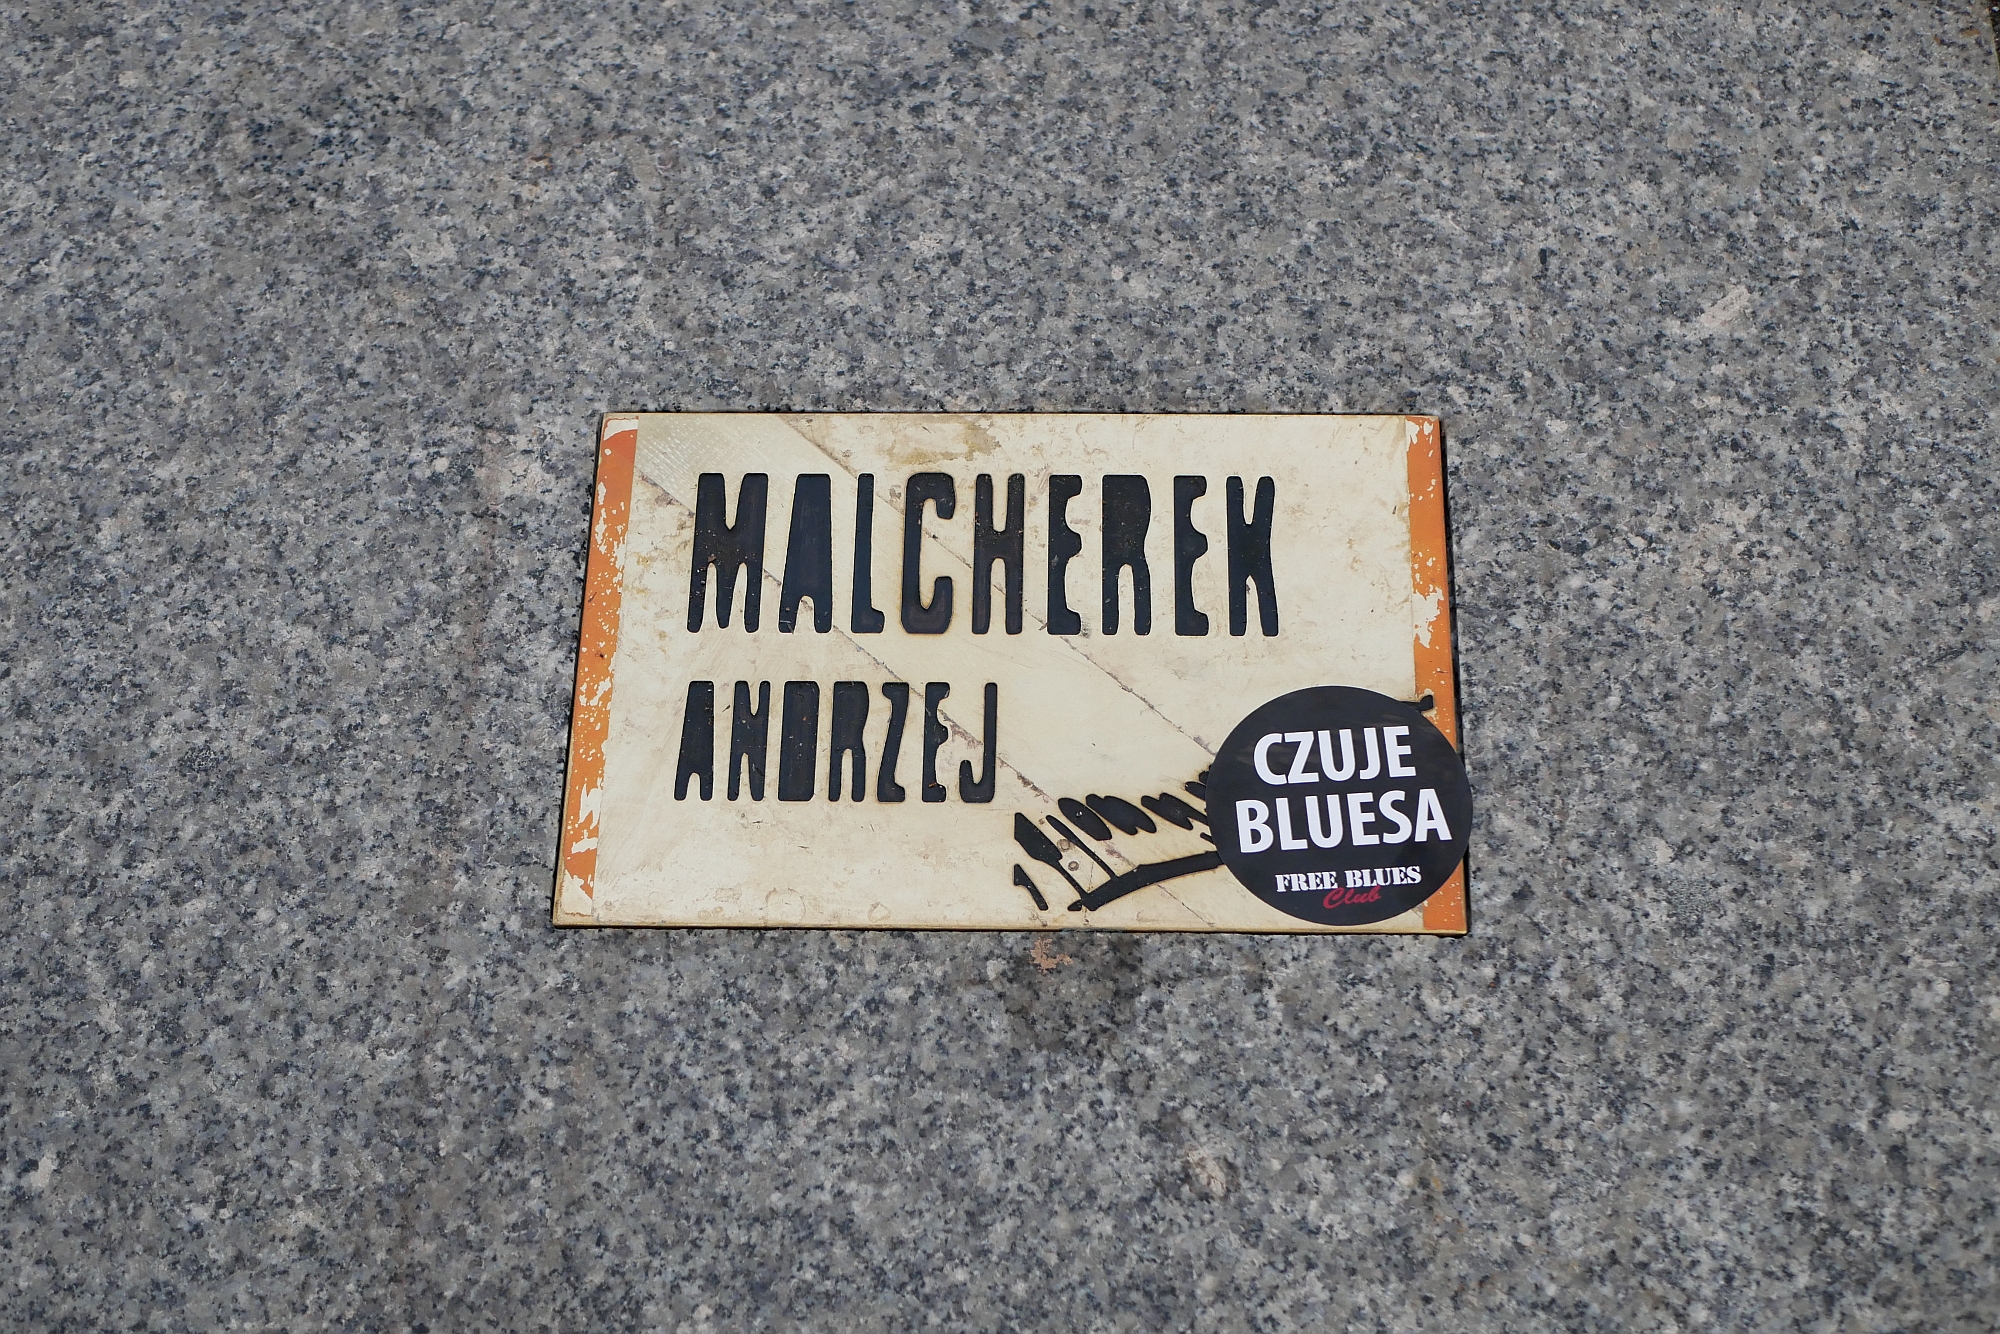 MALCHEREK
ANDRZEJ
CZUJE
BLUESA
FREE BLUES
Club